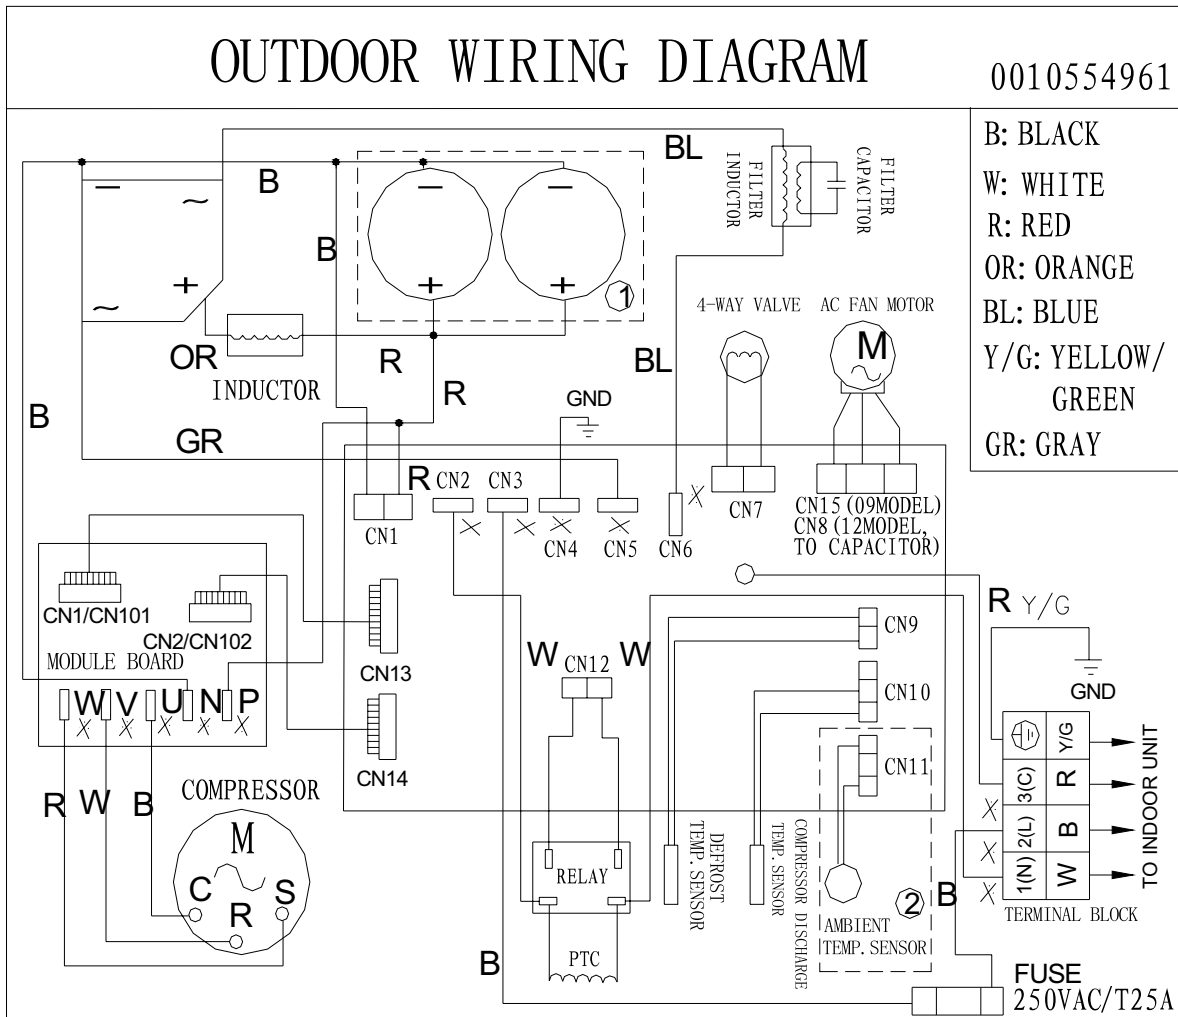 OUTDOOR WIRING DIAGRAM
0010554961
B: BLACK
W: WHITE
R: RED
OR: ORANGE
BL: BLUE
Y/G: YELLOW/
GREEN
GR: GRAY
BL
B
B
FILTER
INDUCTOR
FILTER
CAPACITOR
1
4-WAY VALVE
AC FAN MOTOR
M
OR
R
BL
INDUCTOR
R
GND
B
GR
R
CN2
CN3
CN1
CN4
CN5
CN6
CN7
CN15(09MODEL)
CN8(12MODEL,
TO CAPACITOR)
CN1/CN101
CN2/CN102
MODULE BOARD
W
V
U
N
P
CN13
CN14
W
CN12
W
CN9
CN10
CN11
R
Y/G
GND
Y/G
3(C)
R
2(L)
B
1(N)
W
TO INDOOR UNIT
TERMINAL BLOCK
R
W
B
COMPRESSOR
M
C
R
S
RELAY
PTC
B
DEFROST
TEMP.SENSOR
COMPRESSOR DISCHARGE
TEMP.SENSOR
2
AMBIENT
TEMP.SENSOR
B
FUSE
250VAC/T25A